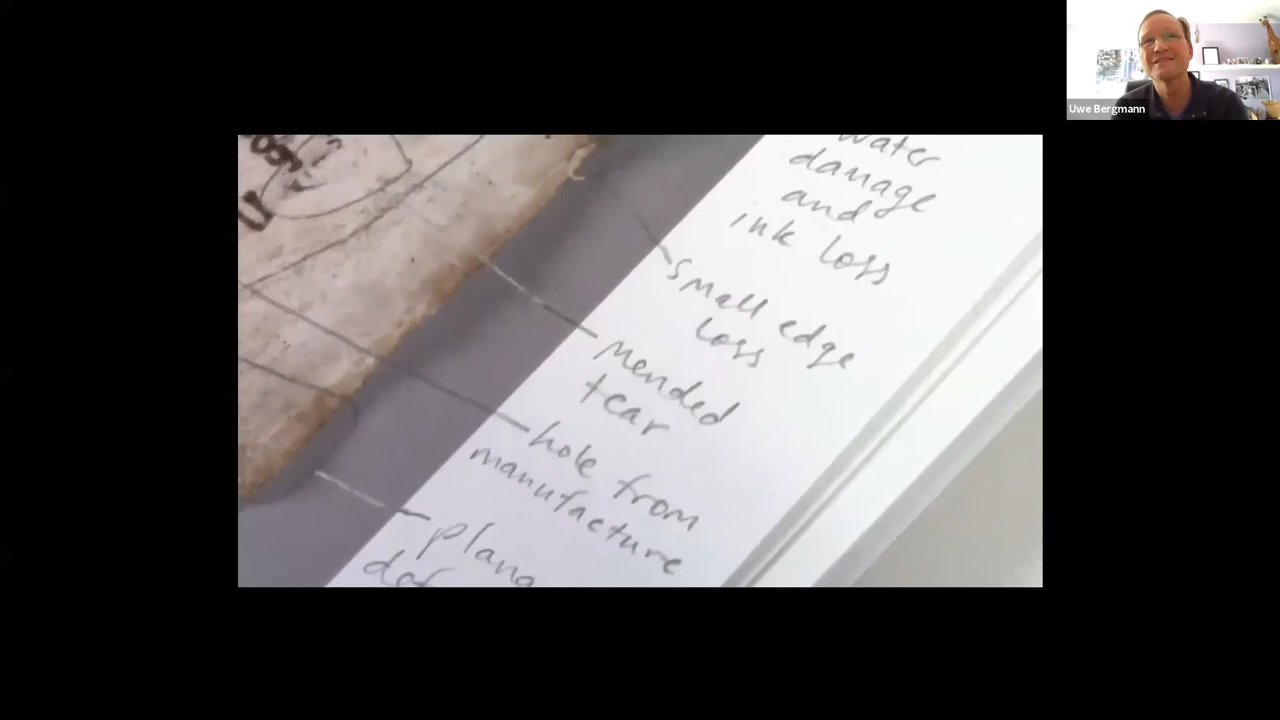 Uwe Bergmann
water
damage
and
ink loss
small edge
loss
mended
tear
hole from
manufacture